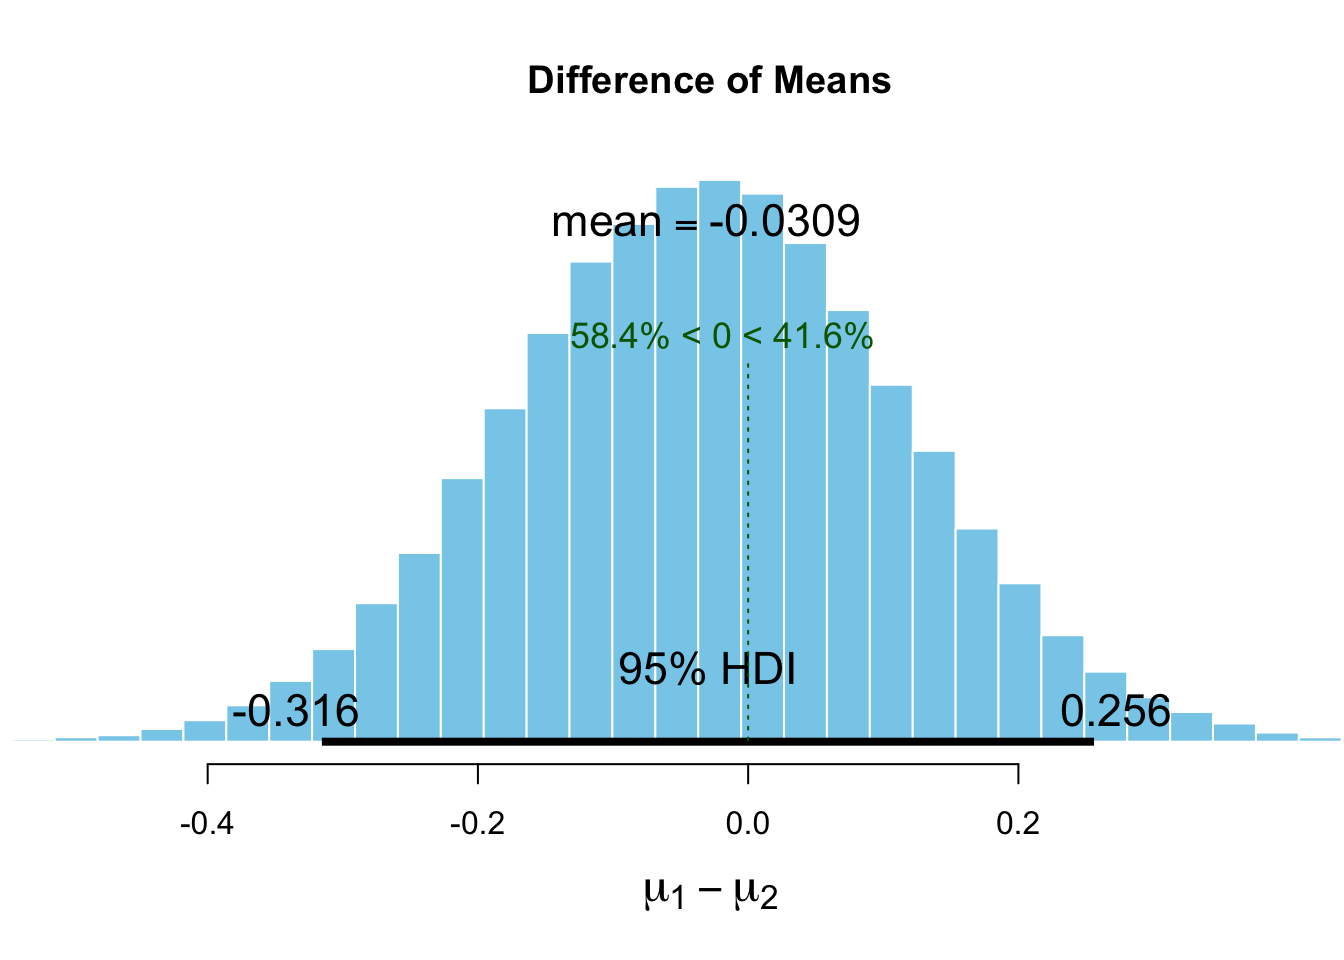 Difference of Means
mean = -0.0309
58.4% < 0 < 41.6%
95% HDI
-0.316 0.256
-0.4 -0.2 0.0 0.2
μ1 − μ2